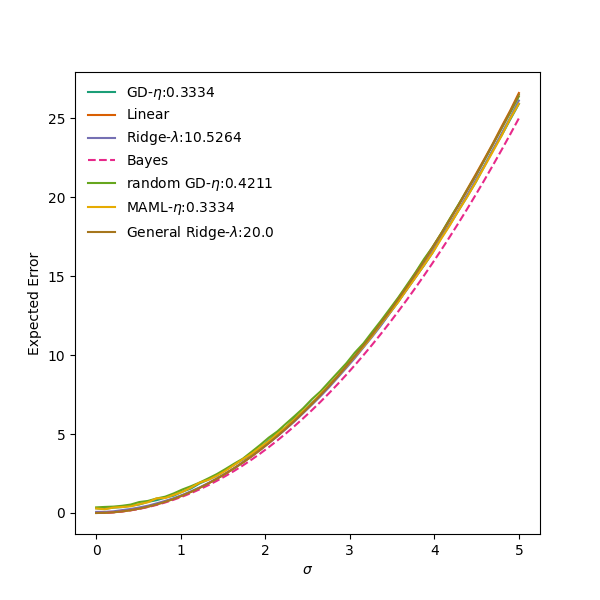 GD-η:0.3334
Linear
Ridge-λ:10.5264
Bayes
random GD-η:0.4211
MAML-η:0.3334
General Ridge-λ:20.0
Expected Error
25
20
15
10
5
0
0 1 2 3 4 5
σ